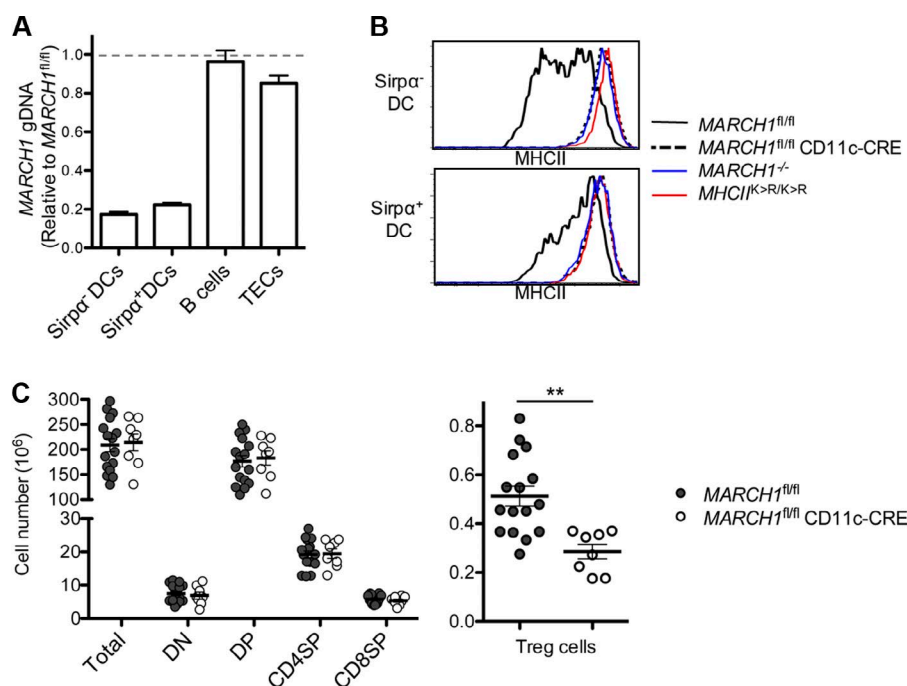 A
MARCH1 gDNA
(Relative to MARCH1fl/fl)
1.0
0.8
0.6
0.4
0.2
0.0
Sirpα- DCs
Sirpα+DCs
B cells
TECs
B
Sirpα-
DC
MHCII
Sirpα+
DC
MHCII
MARCH1fl/fl
MARCH1fl/fl CD11c-CRE
MARCH1-/-
MHCIIK>R/K>R
C
Cell number (10^6)
300
250
200
150
100
30
20
10
0
Total
DN
DP
CD4SP
CD8SP
**
0.8
0.6
0.4
0.2
0.0
Treg cells
MARCH1fl/fl
MARCH1fl/fl CD11c-CRE